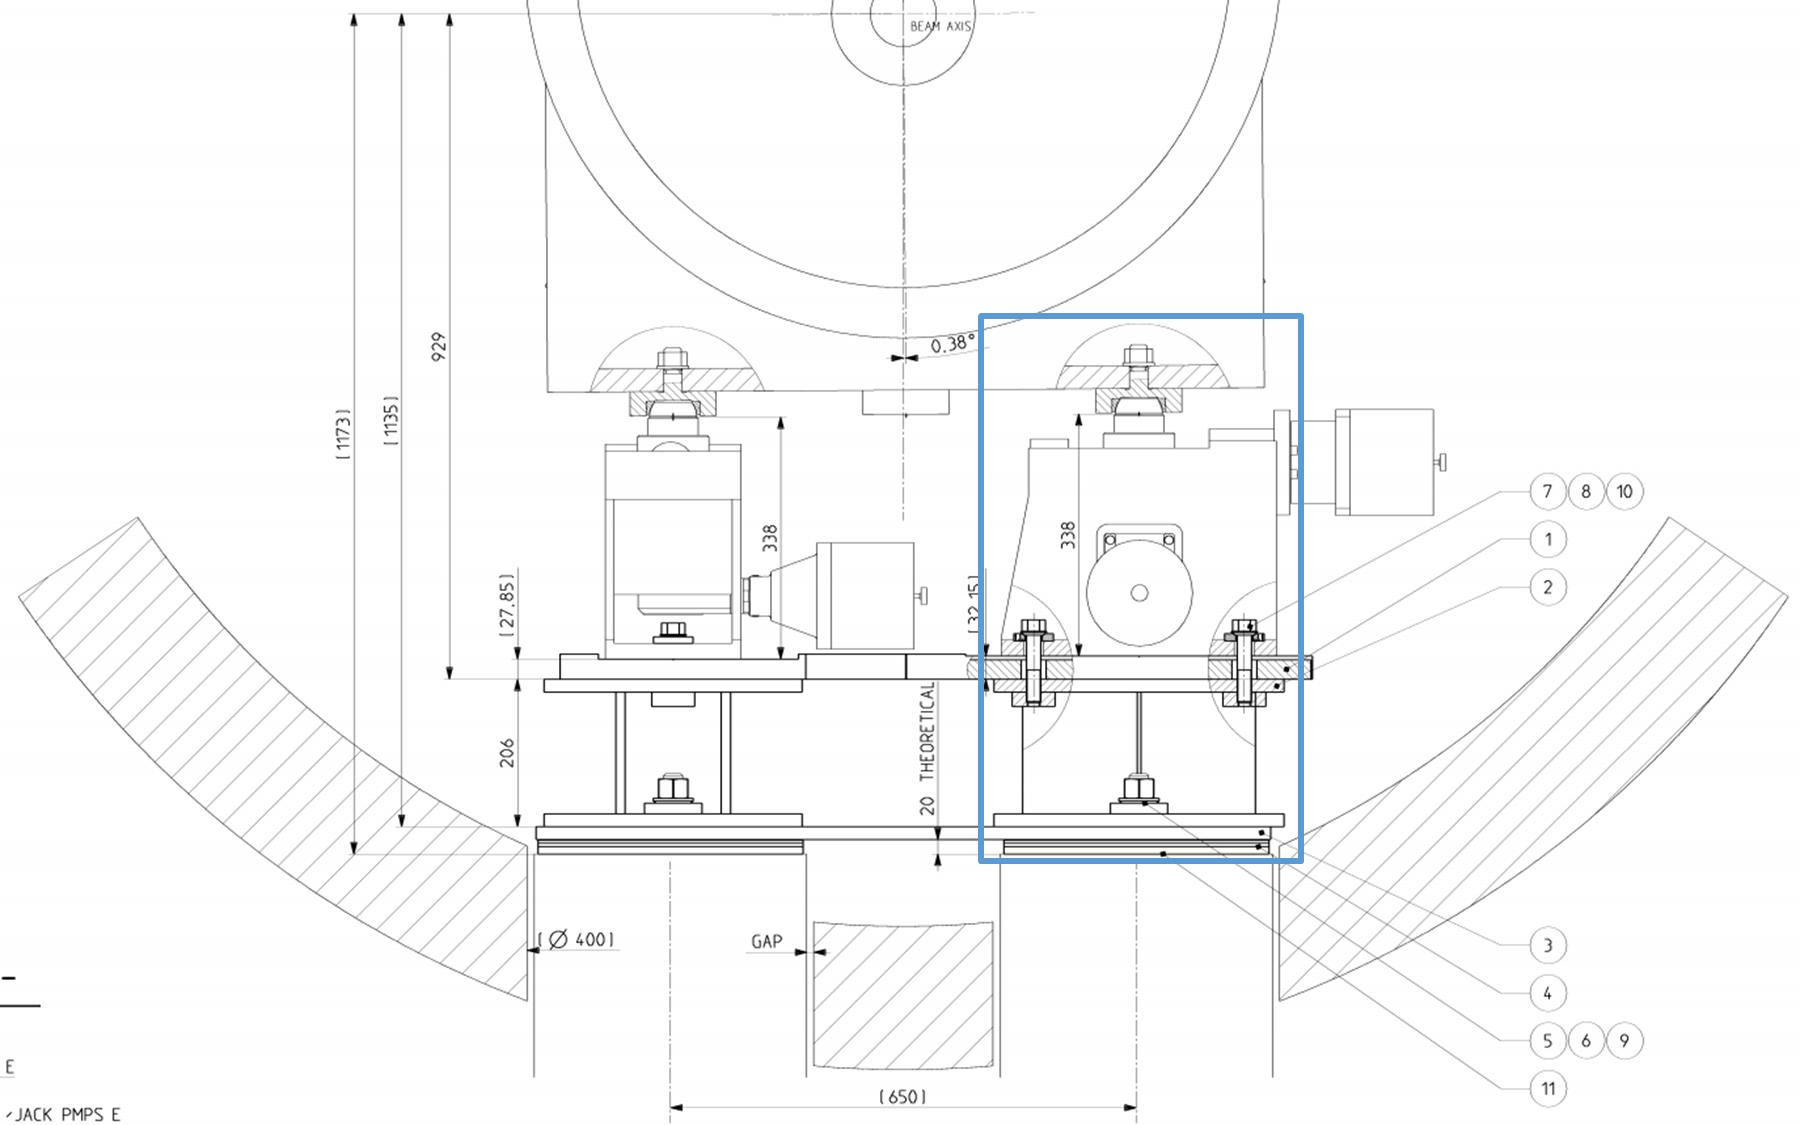 BEAM AXIS
0.38°
929
[1135]
[1173]
338
338
[27.85]
[32.15]
7 8 10
1
2
206
20 THEORETICAL
[Ø 400]
GAP
3
4
5 6 9
11
[650]
E
JACK PMPS E